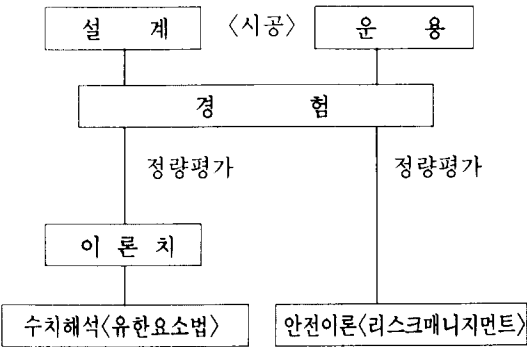 설 계 〈시공〉 운 용
경 험
정량평가 정량평가
이 론 치
수치해석〈유한요소법〉 안전이론〈리스크매니지먼트〉